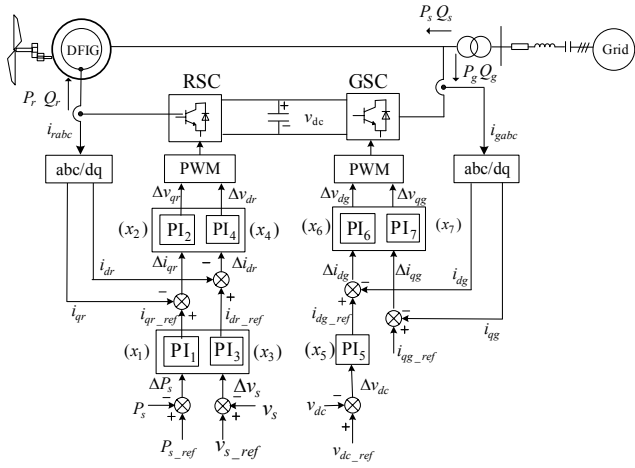 P_s Q_s
DFIG
Grid
P_r Q_r
RSC
GSC
P_g Q_g
+
−
v_dc
i_rabc
i_gabc
abc/dq
PWM
PWM
abc/dq
Δv_qr
Δv_dr
Δv_dg
Δv_qg
(x_2)
PI_2
PI_4
(x_4)
(x_6)
PI_6
PI_7
(x_7)
i_dr
Δi_qr
−
Δi_dr
Δi_dg
−
Δi_qg
i_dg
+
i_qr
−
+
i_qr_ref
i_dr_ref
+
i_dg_ref
−
+
i_qg
(x_1)
PI_1
PI_3
(x_3)
(x_5)
PI_5
i_qg_ref
ΔP_s
Δv_s
Δv_dc
P_s
−
+
−
+
v_s
v_dc
−
+
P_s_ref
v_s_ref
v_dc_ref